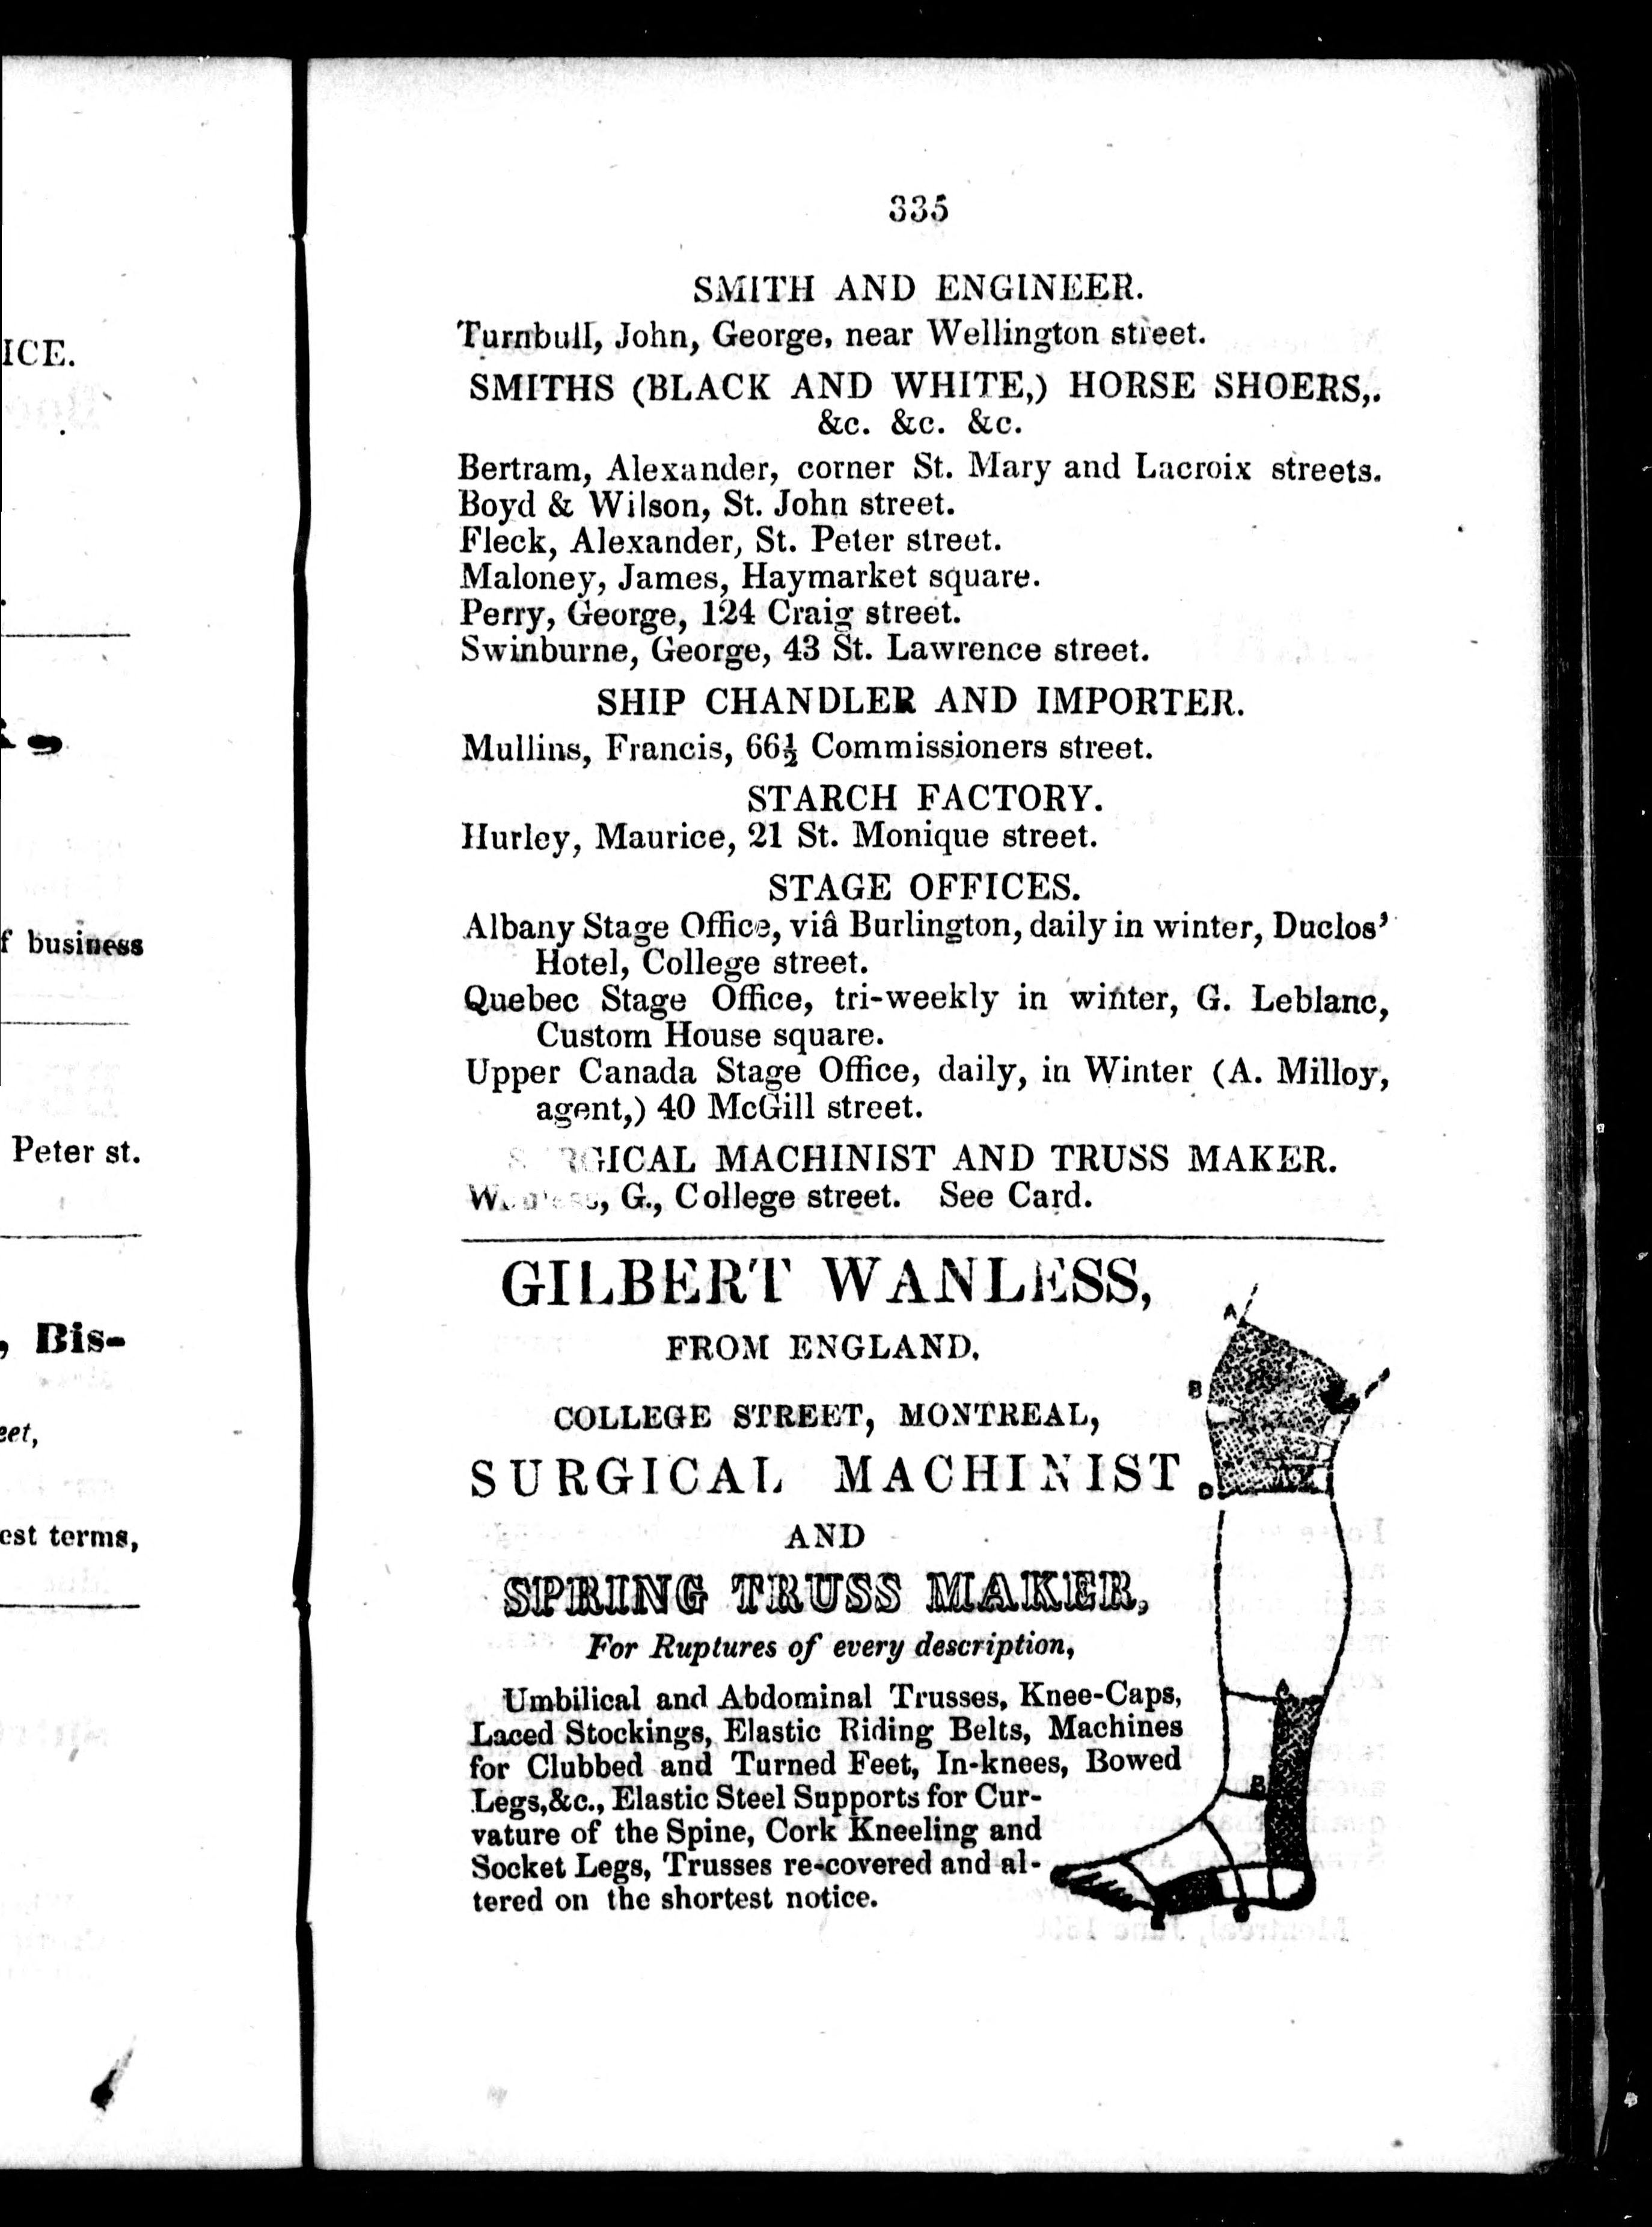 335
SMITH AND ENGINEER.
Turnbull, John, George, near Wellington street.
SMITHS (BLACK AND WHITE,) HORSE SHOERS,.
&c. &c. &c.
Bertram, Alexander, corner St. Mary and Lacroix streets.
Boyd & Wilson, St. John street.
Fleck, Alexander, St. Peter street.
Maloney, James, Haymarket square.
Perry, George, 124 Craig street.
Swinburne, George, 43 St. Lawrence street.
SHIP CHANDLER AND IMPORTER.
Mullins, Francis, 66½ Commissioners street.
STARCH FACTORY.
Hurley, Maurice, 21 St. Monique street.
STAGE OFFICES.
Albany Stage Office, viâ Burlington, daily in winter, Duclos'
Hotel, College street.
Quebec Stage Office, tri-weekly in winter, G. Leblanc,
Custom House square.
Upper Canada Stage Office, daily, in Winter (A. Milloy,
agent,) 40 McGill street.
SURGICAL MACHINIST AND TRUSS MAKER.
Wanless, G., College street. See Card.
GILBERT WANLESS,
FROM ENGLAND,
COLLEGE STREET, MONTREAL,
SURGICAL MACHINIST
AND
SPRING TRUSS MAKER,
For Ruptures of every description,
Umbilical and Abdominal Trusses, Knee-Caps,
Laced Stockings, Elastic Riding Belts, Machines
for Clubbed and Turned Feet, In-knees, Bowed
Legs,&c., Elastic Steel Supports for Cur-
vature of the Spine, Cork Kneeling and
Socket Legs, Trusses re-covered and al-
tered on the shortest notice.
A
B
D
A
B
ICE.
f business
Peter st.
, Bis-
eet,
est terms,